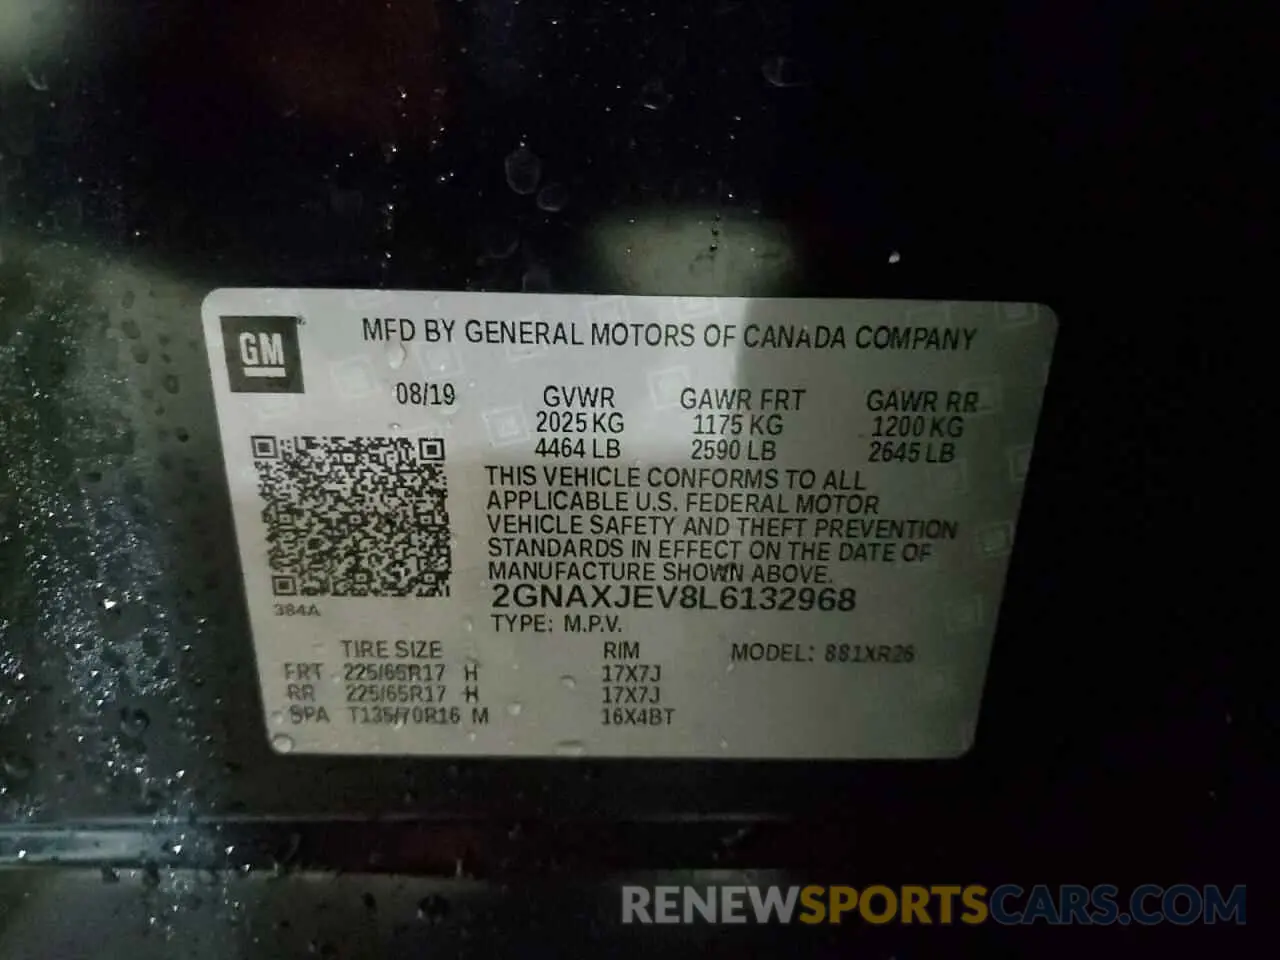 GM
MFD BY GENERAL MOTORS OF CANADA COMPANY
08/19 GVWR GAWR FRT GAWR RR
2025 KG 1175 KG 1200 KG
4464 LB 2590 LB 2645 LB
THIS VEHICLE CONFORMS TO ALL
APPLICABLE U.S. FEDERAL MOTOR
VEHICLE SAFETY AND THEFT PREVENTION
STANDARDS IN EFFECT ON THE DATE OF
MANUFACTURE SHOWN ABOVE.
2GNAXJEV8L6132968
384A
TYPE: M.P.V.
TIRE SIZE RIM MODEL: 881XR26
FRT 225/65R17 H 17X7J
RR 225/65R17 H 17X7J
SPA T135/70R16 M 16X4BT
RENEWSPORTSCARS.COM